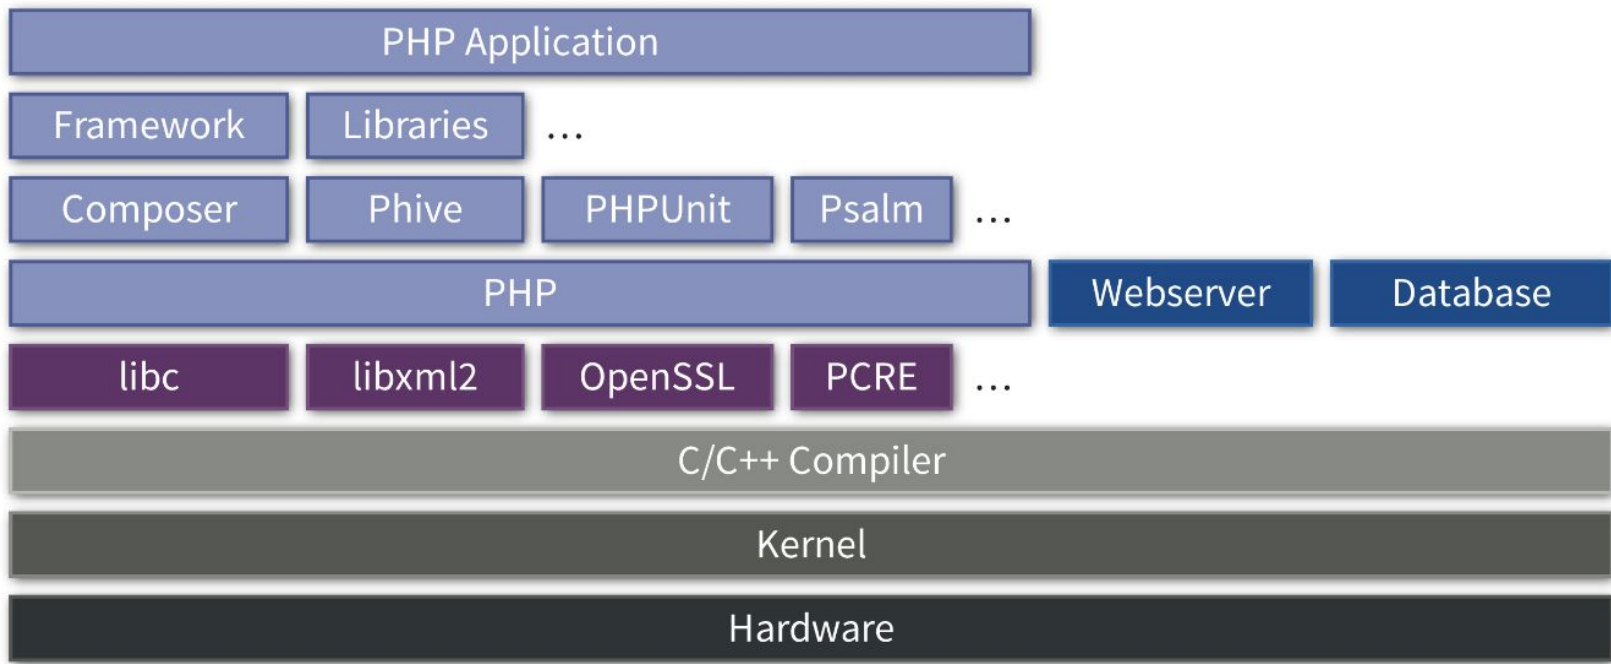 PHP Application
Framework Libraries …
Composer Phive PHPUnit Psalm …
PHP Webserver Database
libc libxml2 OpenSSL PCRE …
C/C++ Compiler
Kernel
Hardware